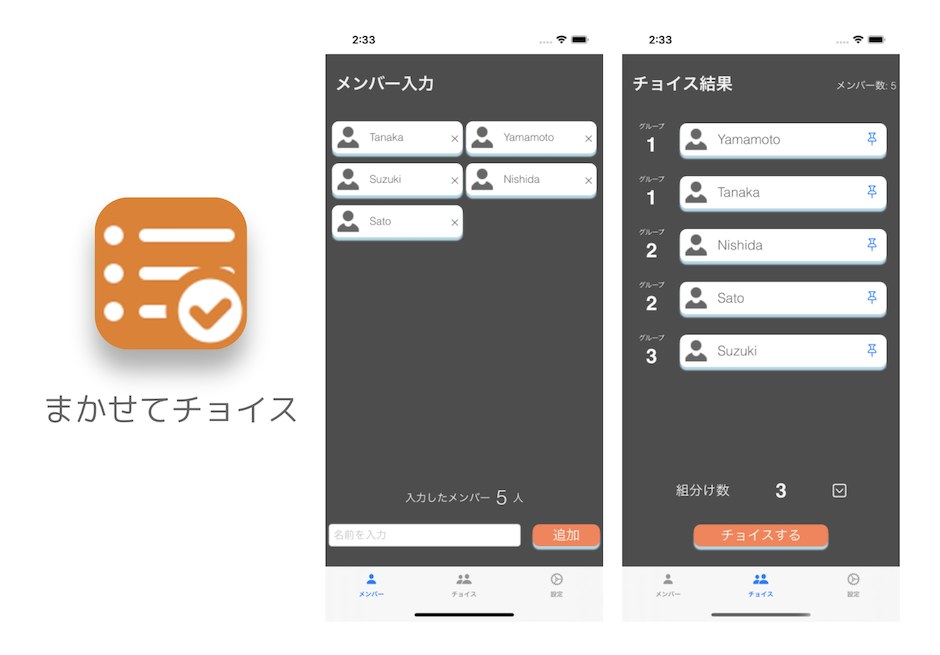 まかせてチョイス
2:33
メンバー入力
Tanaka
Yamamoto
Suzuki
Nishida
Sato
入力したメンバー 5 人
名前を入力
追加
メンバー
チョイス
設定
2:33
チョイス結果
メンバー数: 5
グループ
1
Yamamoto
グループ
1
Tanaka
グループ
2
Nishida
グループ
2
Sato
グループ
3
Suzuki
組分け数
3
チョイスする
メンバー
チョイス
設定